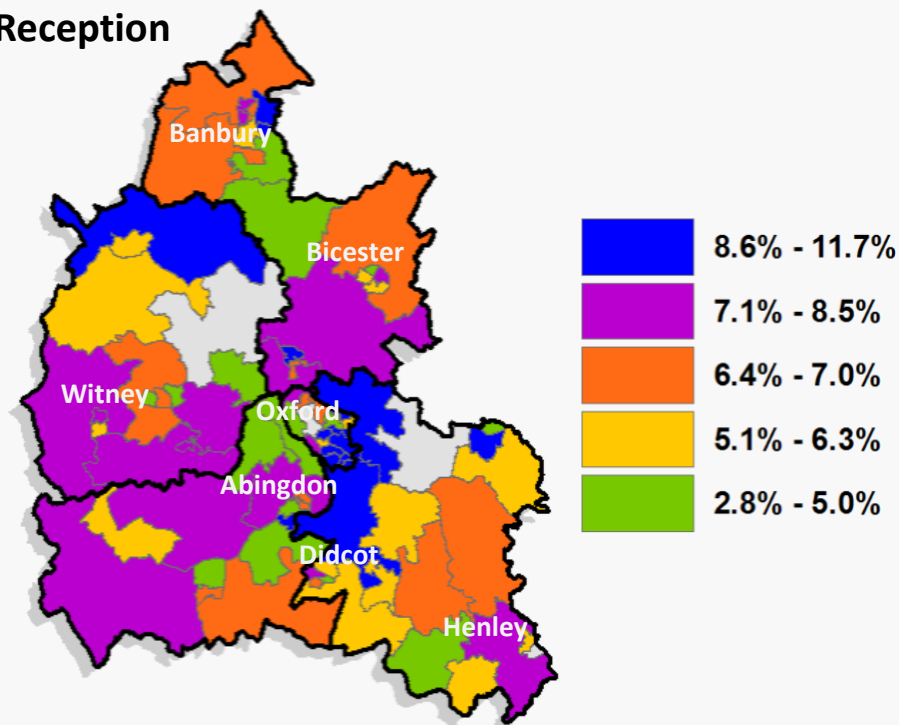 Reception
Banbury
Bicester
Witney
Oxford
Abingdon
Didcot
Henley
8.6% - 11.7%
7.1% - 8.5%
6.4% - 7.0%
5.1% - 6.3%
2.8% - 5.0%